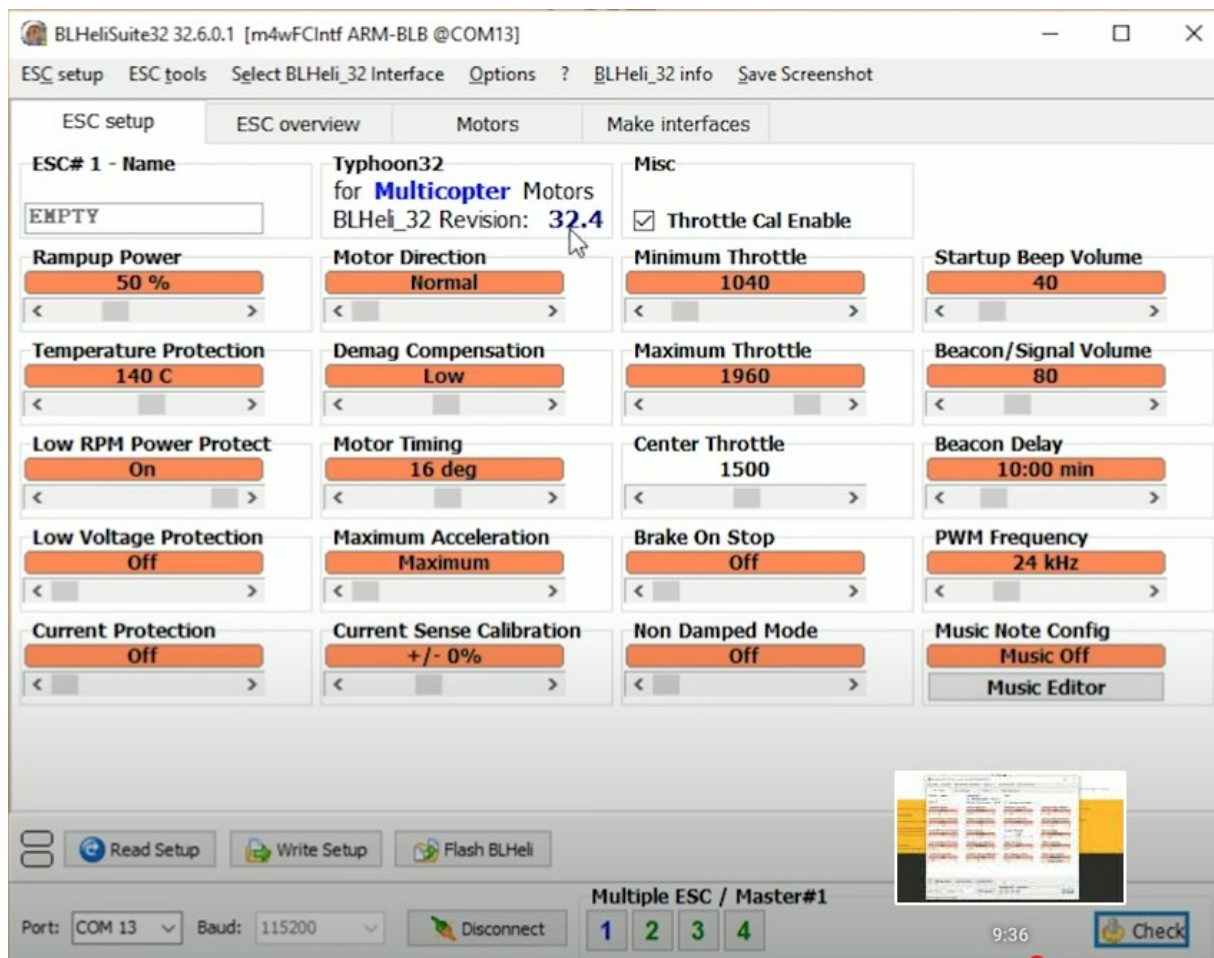 BLHeliSuite32 32.6.0.1 [m4wFCIntf ARM-BLB @COM13]
ESC setup ESC tools Select BLHeli_32 Interface Options ? BLHeli_32 info Save Screenshot
ESC setup ESC overview Motors Make interfaces
ESC# 1 - Name
EMPTY
Typhoon32
for Multicopter Motors
BLHeli_32 Revision: 32.4
Misc
Throttle Cal Enable
Rampup Power
50 %
Motor Direction
Normal
Minimum Throttle
1040
Startup Beep Volume
40
Temperature Protection
140 C
Demag Compensation
Low
Maximum Throttle
1960
Beacon/Signal Volume
80
Low RPM Power Protect
On
Motor Timing
16 deg
Center Throttle
1500
Beacon Delay
10:00 min
Low Voltage Protection
Off
Maximum Acceleration
Maximum
Brake On Stop
Off
PWM Frequency
24 kHz
Current Protection
Off
Current Sense Calibration
+/- 0%
Non Damped Mode
Off
Music Note Config
Music Off
Music Editor
Read Setup Write Setup Flash BLHeli
Port: COM 13 Baud: 115200 Disconnect
Multiple ESC / Master#1
1 2 3 4
9:36
Check